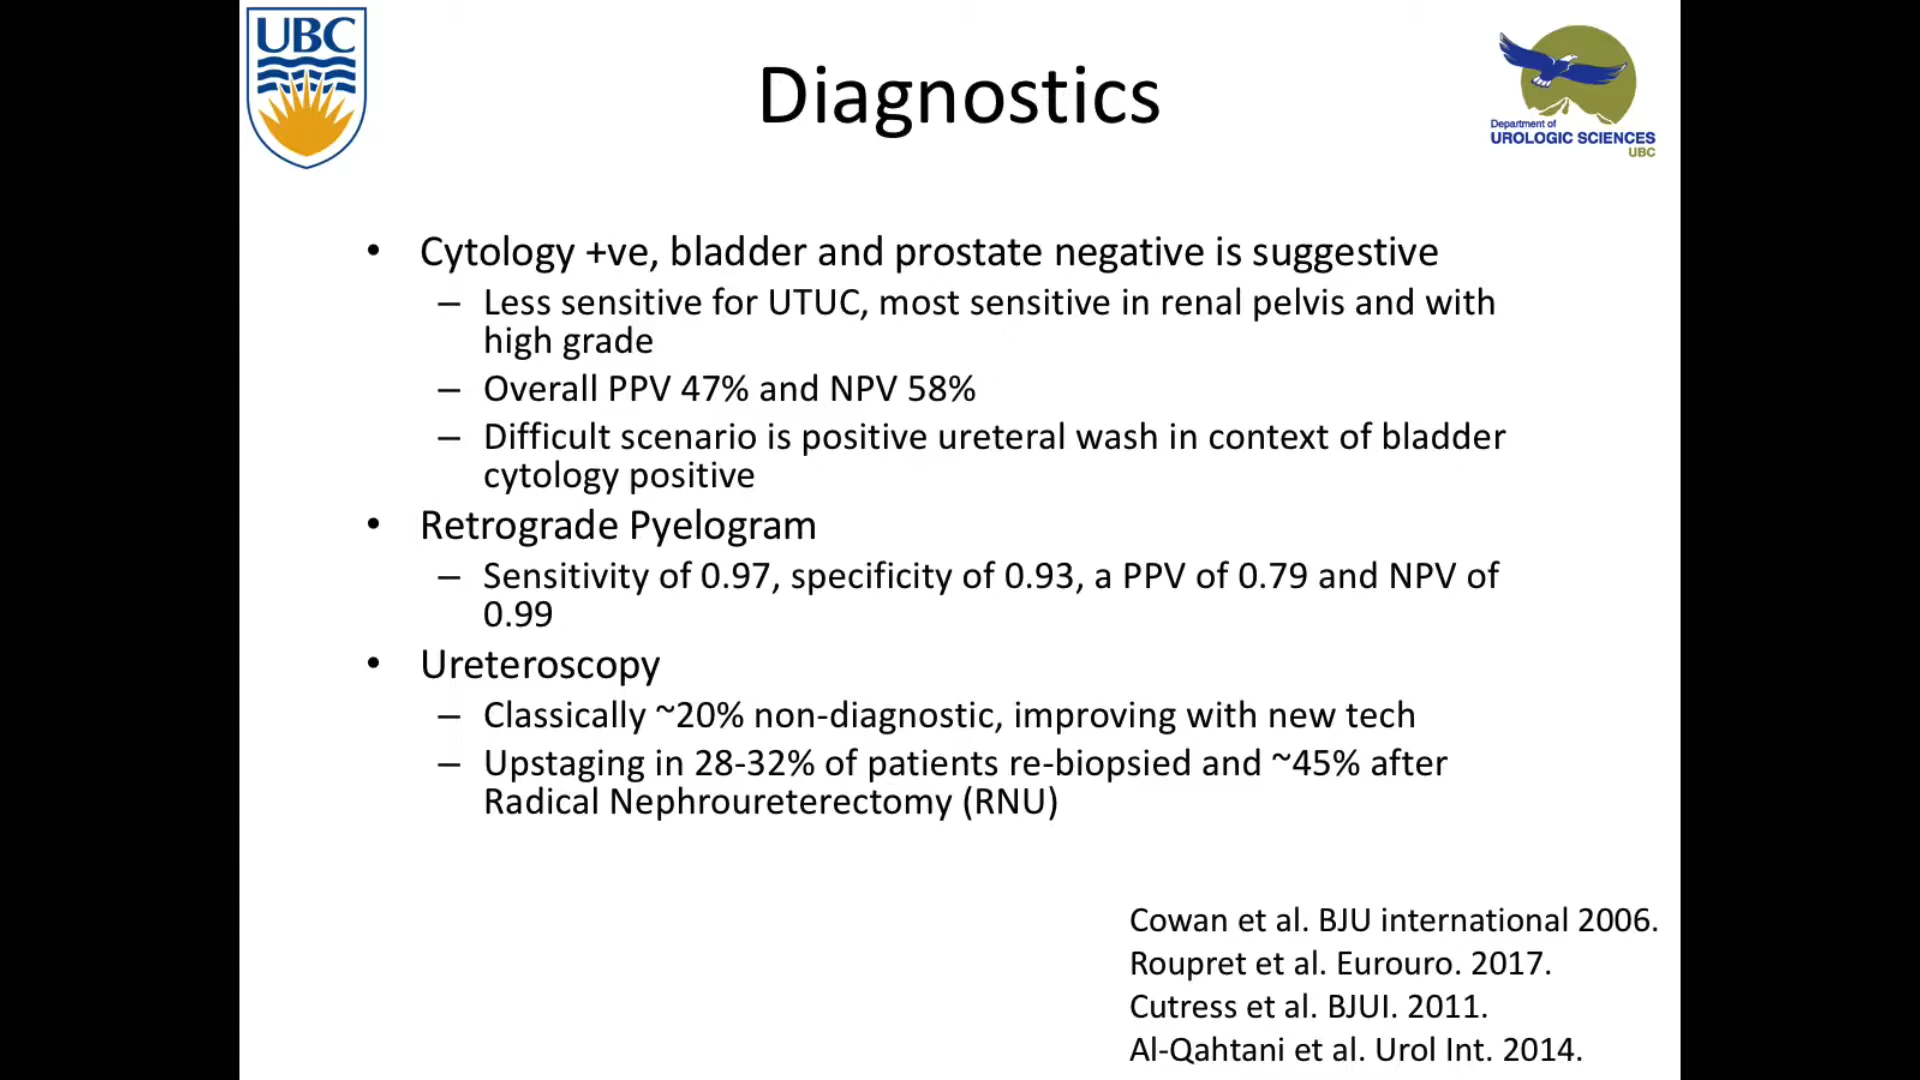 UBC
Diagnostics
Department of
UROLOGIC SCIENCES
UBC
• Cytology +ve, bladder and prostate negative is suggestive
– Less sensitive for UTUC, most sensitive in renal pelvis and with
high grade
– Overall PPV 47% and NPV 58%
– Difficult scenario is positive ureteral wash in context of bladder
cytology positive
• Retrograde Pyelogram
– Sensitivity of 0.97, specificity of 0.93, a PPV of 0.79 and NPV of
0.99
• Ureteroscopy
– Classically ~20% non-diagnostic, improving with new tech
– Upstaging in 28-32% of patients re-biopsied and ~45% after
Radical Nephroureterectomy (RNU)
Cowan et al. BJU international 2006.
Roupret et al. Eurouro. 2017.
Cutress et al. BJUI. 2011.
Al-Qahtani et al. Urol Int. 2014.